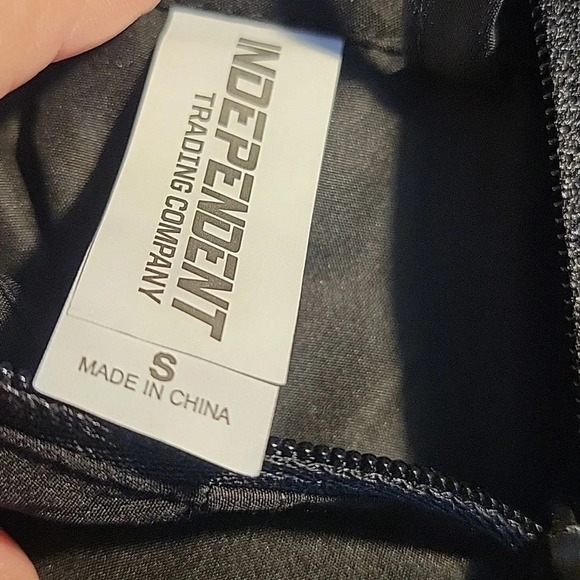 INDEPENDENT
TRADING COMPANY
S
MADE IN CHINA